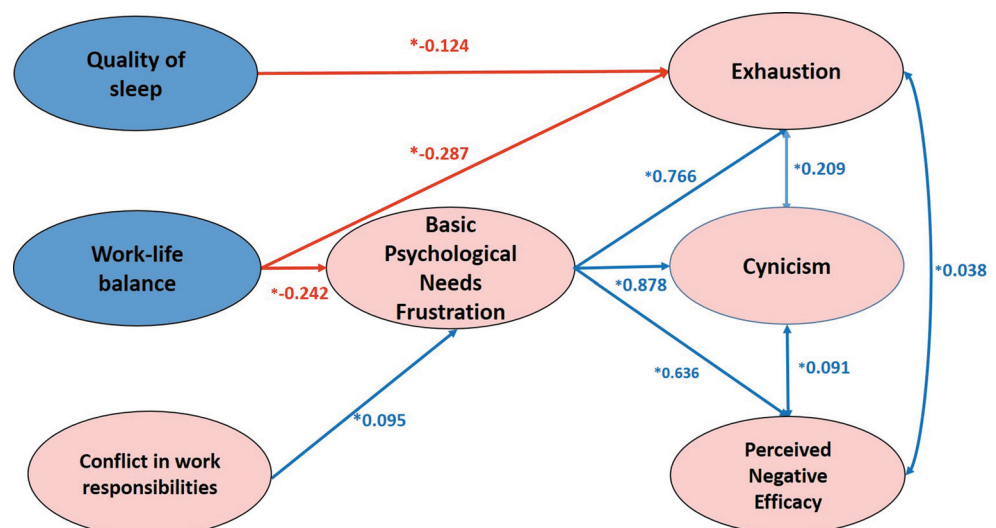 Quality of
sleep
*-0.124
Exhaustion
*-0.287
*0.766
*0.209
Work-life
balance
*-0.242
Basic
Psychological
Needs
Frustration
*0.878
Cynicism
*0.038
*0.636
*0.091
*0.095
Conflict in work
responsibilities
Perceived
Negative
Efficacy